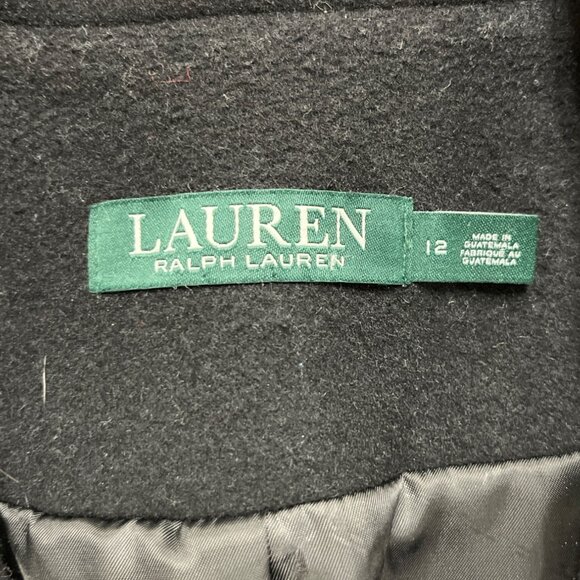 LAUREN
RALPH LAUREN
12
MADE IN
GUATEMALA
FABRIQUÉ AU
GUATEMALA